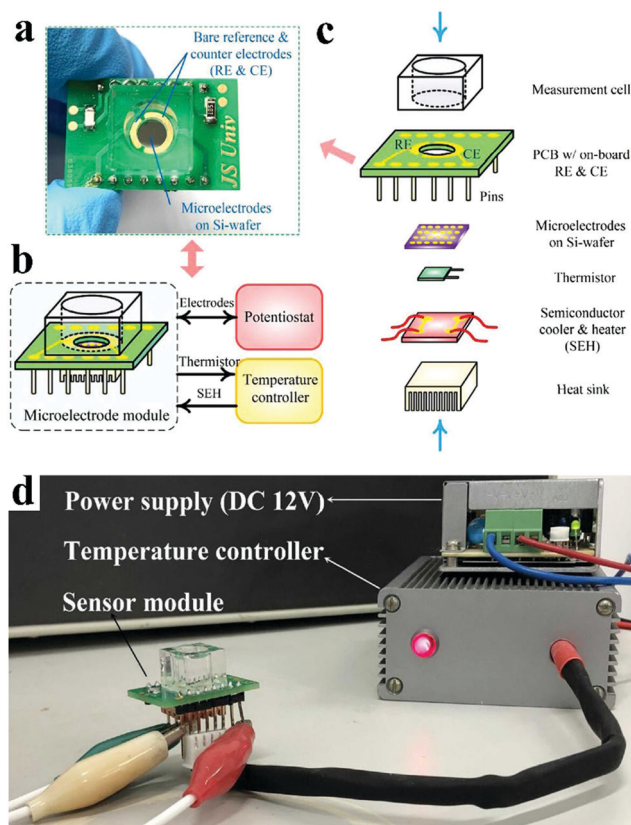 a
Bare reference &
counter electrodes
(RE & CE)
JS Univ
Microelectrodes
on Si-wafer
b
Electrodes
Potentiostat
Thermistor
SEH
Temperature
controller
Microelectrode module
c
Measurement cell
RE
CE
PCB w/ on-board
RE & CE
Pins
Microelectrodes
on Si-wafer
Thermistor
Semiconductor
cooler & heater
(SEH)
Heat sink
d
Power supply (DC 12V)
Temperature controller
Sensor module